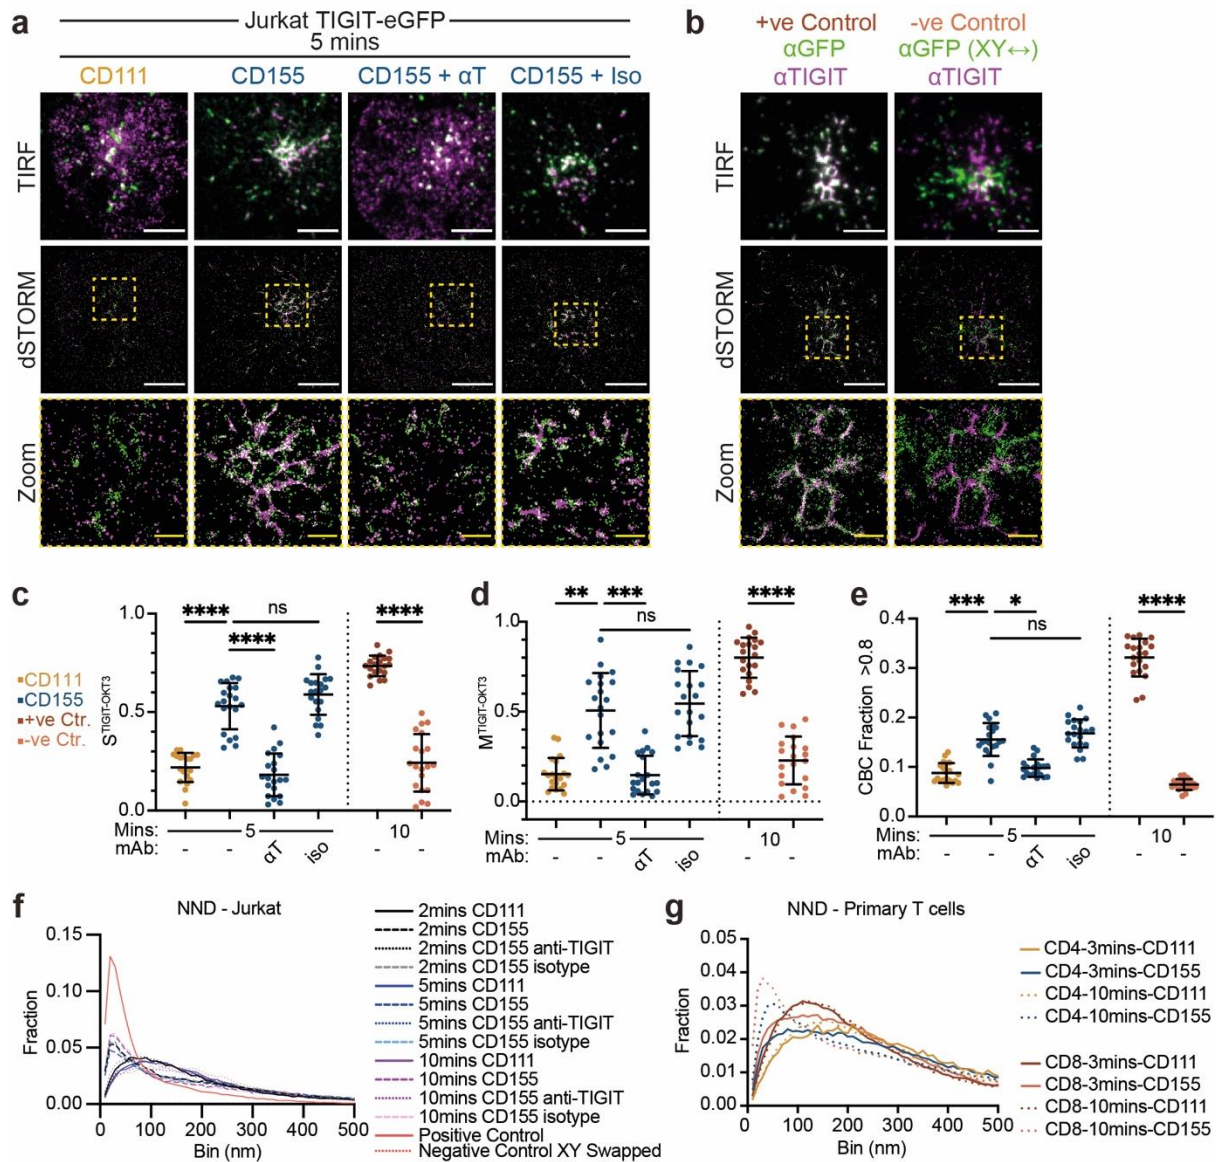 a
Jurkat TIGIT-eGFP
5 mins
CD111 CD155 CD155 + αT CD155 + Iso
TIRF
dSTORM
Zoom
b
+ve Control -ve Control
αGFP αGFP (XY↔)
αTIGIT αTIGIT
TIRF
dSTORM
Zoom
c
CD111
CD155
+ve Ctr.
-ve Ctr.
S^TIGIT-OKT3
1.0
0.5
0.0
**** ns ****
****
Mins: 5 10
mAb: - - αT iso - -
d
M^TIGIT-OKT3
1.0
0.5
0.0
** *** ****
ns
5 10
- - αT iso - -
e
CBC Fraction >0.8
0.4
0.3
0.2
0.1
0.0
*** * ****
ns
5 10
- - αT iso - -
f
NND - Jurkat
Fraction
0.15
0.10
0.05
0.00
0 100 200 300 400 500
Bin (nm)
2mins CD111
2mins CD155
2mins CD155 anti-TIGIT
2mins CD155 isotype
5mins CD111
5mins CD155
5mins CD155 anti-TIGIT
5mins CD155 isotype
10mins CD111
10mins CD155
10mins CD155 anti-TIGIT
10mins CD155 isotype
Positive Control
Negative Control XY Swapped
g
NND - Primary T cells
Fraction
0.05
0.04
0.03
0.02
0.01
0.00
0 100 200 300 400 500
Bin (nm)
CD4-3mins-CD111
CD4-3mins-CD155
CD4-10mins-CD111
CD4-10mins-CD155
CD8-3mins-CD111
CD8-3mins-CD155
CD8-10mins-CD111
CD8-10mins-CD155